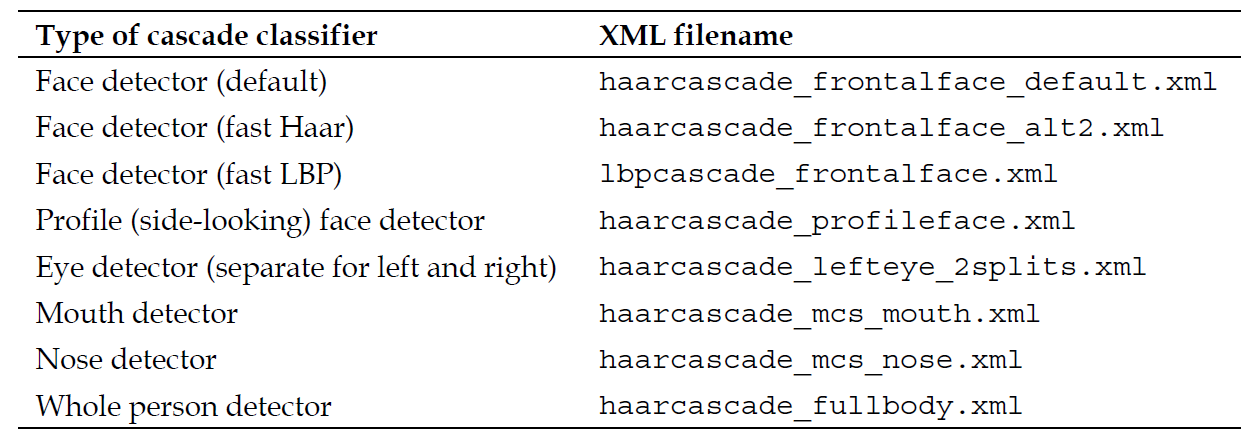 Type of cascade classifier XML filename
Face detector (default) haarcascade_frontalface_default.xml
Face detector (fast Haar) haarcascade_frontalface_alt2.xml
Face detector (fast LBP) lbpcascade_frontalface.xml
Profile (side-looking) face detector haarcascade_profileface.xml
Eye detector (separate for left and right) haarcascade_lefteye_2splits.xml
Mouth detector haarcascade_mcs_mouth.xml
Nose detector haarcascade_mcs_nose.xml
Whole person detector haarcascade_fullbody.xml